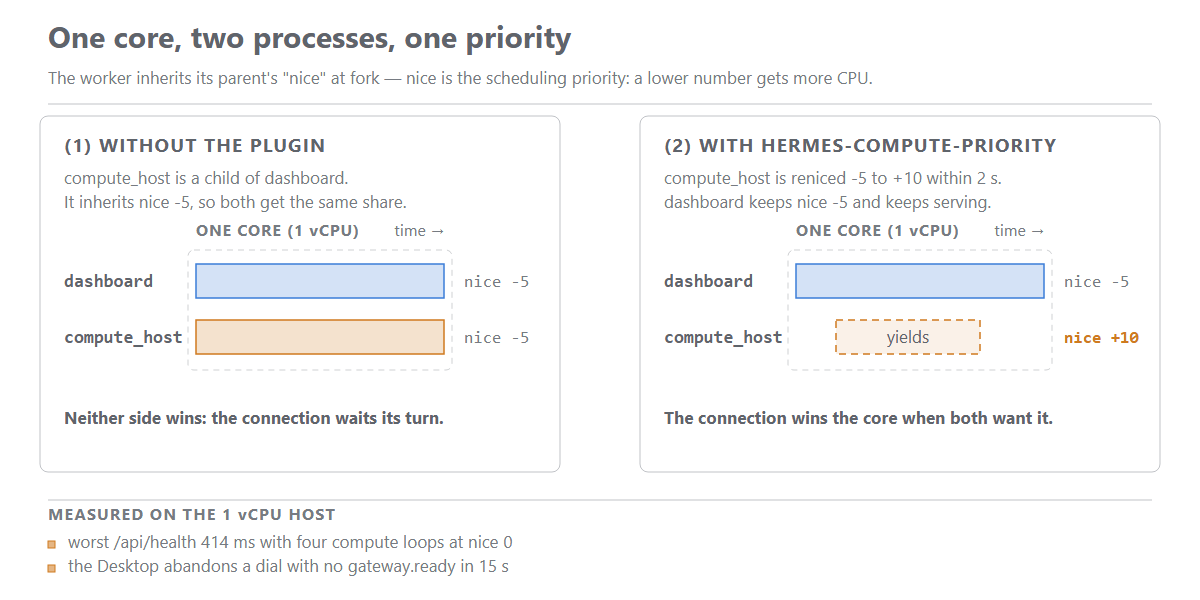 One core, two processes, one priority
The worker inherits its parent's "nice" at fork — nice is the scheduling priority: a lower number gets more CPU.
(1) WITHOUT THE PLUGIN
compute_host is a child of dashboard.
It inherits nice -5, so both get the same share.
ONE CORE (1 vCPU) time →
dashboard nice -5
compute_host nice -5
Neither side wins: the connection waits its turn.
(2) WITH HERMES-COMPUTE-PRIORITY
compute_host is reniced -5 to +10 within 2 s.
dashboard keeps nice -5 and keeps serving.
ONE CORE (1 vCPU) time →
dashboard nice -5
compute_host yields nice +10
The connection wins the core when both want it.
MEASURED ON THE 1 vCPU HOST
worst /api/health 414 ms with four compute loops at nice 0
the Desktop abandons a dial with no gateway.ready in 15 s